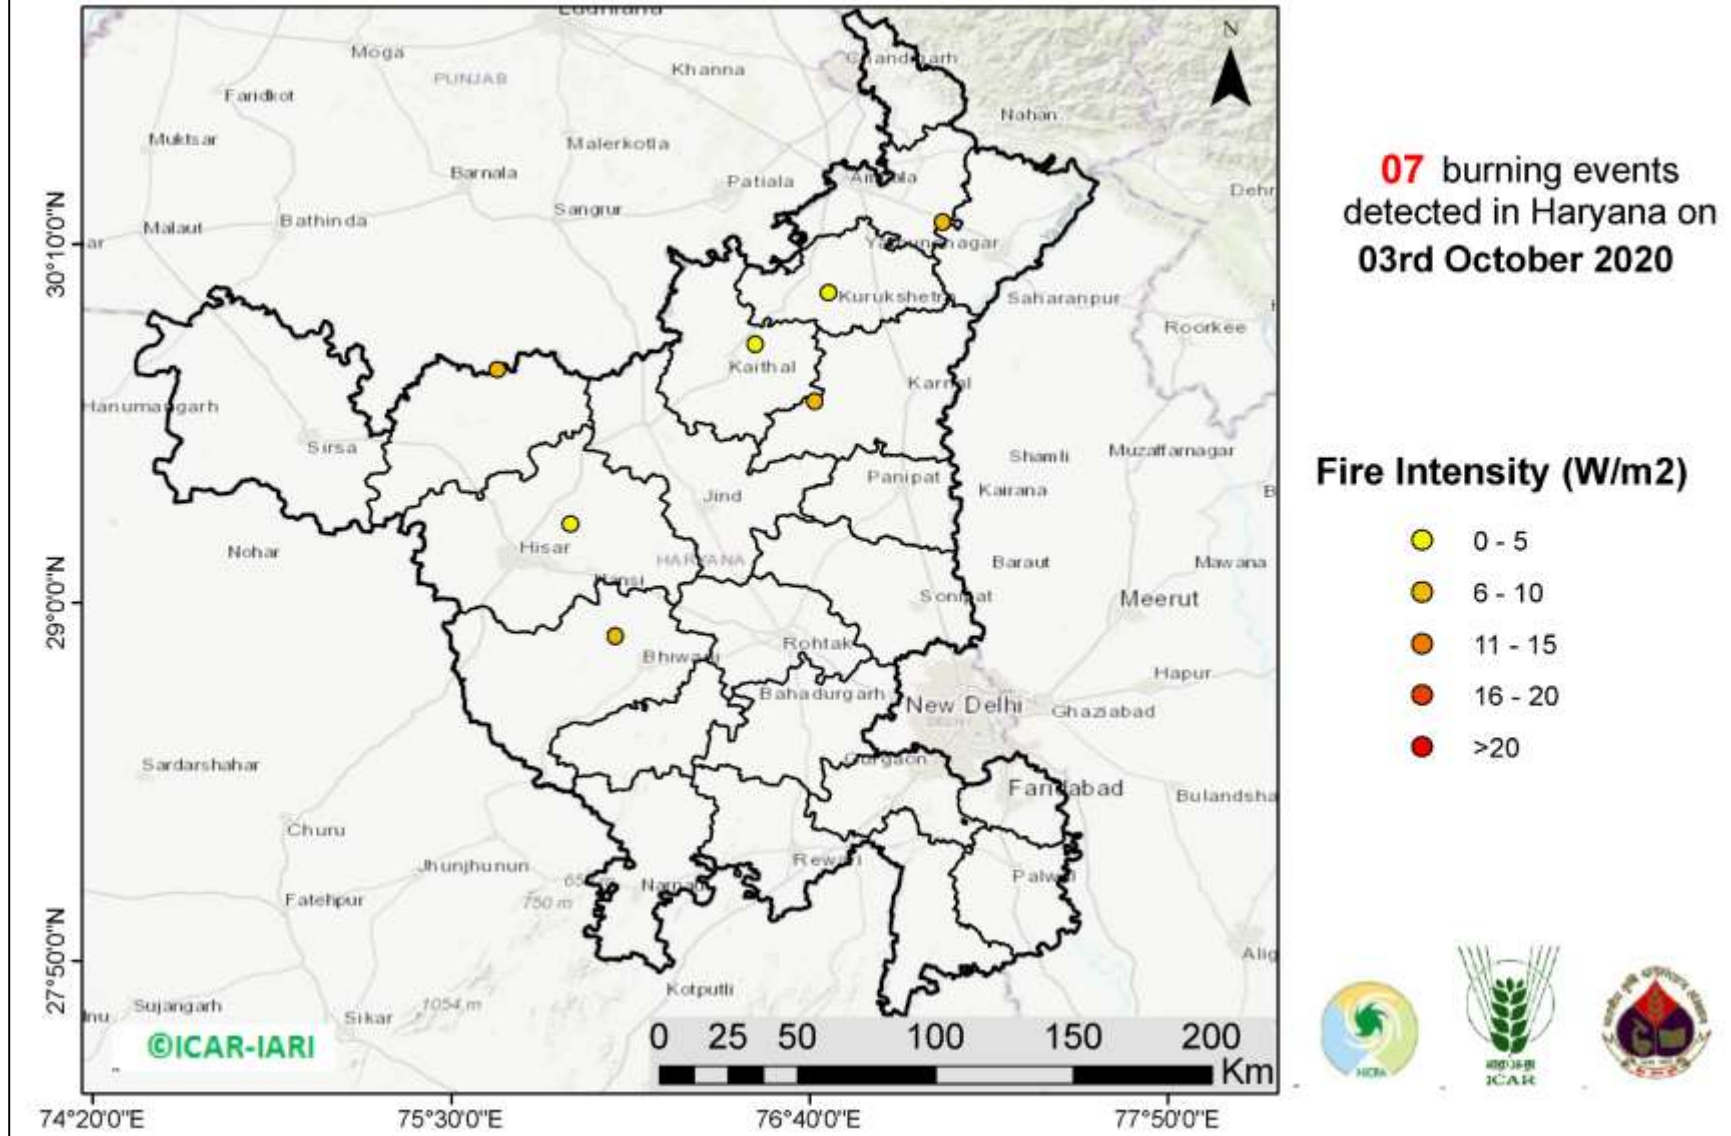 Ludhiana
N
Moga
Chandigarh
Khanna
PUNJAB
Faridkot
Nahan
Muktsar
Malerkotla
Barnala
Patiala
Ambala
Dehr
Sangrur
Bathinda
Malaut
ar
Yamunanagar
30°10'0"N
Kurukshetra
Saharanpur
Roorkee
Kaithal
Karnal
Hanumangarh
Sirsa
Shamli
Muzaffarnagar
Panipat
Kairana
Jind
B
Hisar
Nohar
HARYANA
Baraut
Mawana
Hansi
Sonipat
Meerut
29°0'0"N
Rohtak
Bhiwani
Hapur
Bahadurgarh
New Delhi
DELHI
Ghaziabad
Sardarshahar
Gurgaon
Faridabad
Bulandsha
Churu
Jhunjhunun
Rewari
Narnaul
Palwal
Fatehpur
750 m
27°50'0"N
Alig
Kotputli
Sujangarh
1054 m
Sikar
©ICAR-IARI
0 25 50 100 150 200
Km
74°20'0"E 75°30'0"E 76°40'0"E 77°50'0"E
07 burning events
detected in Haryana on
03rd October 2020
Fire Intensity (W/m2)
0 - 5
6 - 10
11 - 15
16 - 20
>20
ICAR